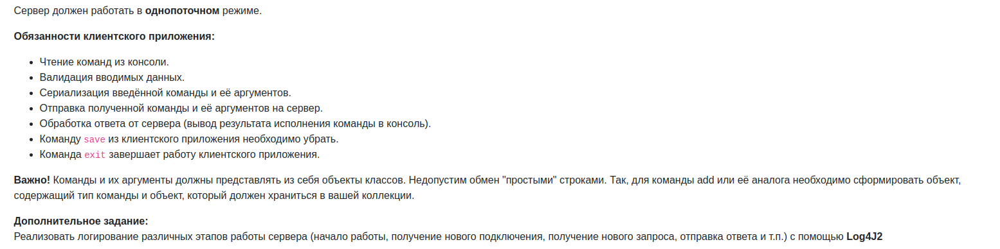 Сервер должен работать в однопоточном режиме.
Обязанности клиентского приложения:
Чтение команд из консоли.
Валидация вводимых данных.
Сериализация введённой команды и её аргументов.
Отправка полученной команды и её аргументов на сервер.
Обработка ответа от сервера (вывод результата исполнения команды в консоль).
Команду save из клиентского приложения необходимо убрать.
Команда exit завершает работу клиентского приложения.
Важно! Команды и их аргументы должны представлять из себя объекты классов. Недопустим обмен "простыми" строками. Так, для команды add или её аналога необходимо сформировать объект,
содержащий тип команды и объект, который должен храниться в вашей коллекции.
Дополнительное задание:
Реализовать логирование различных этапов работы сервера (начало работы, получение нового подключения, получение нового запроса, отправка ответа и т.п.) с помощью Log4J2